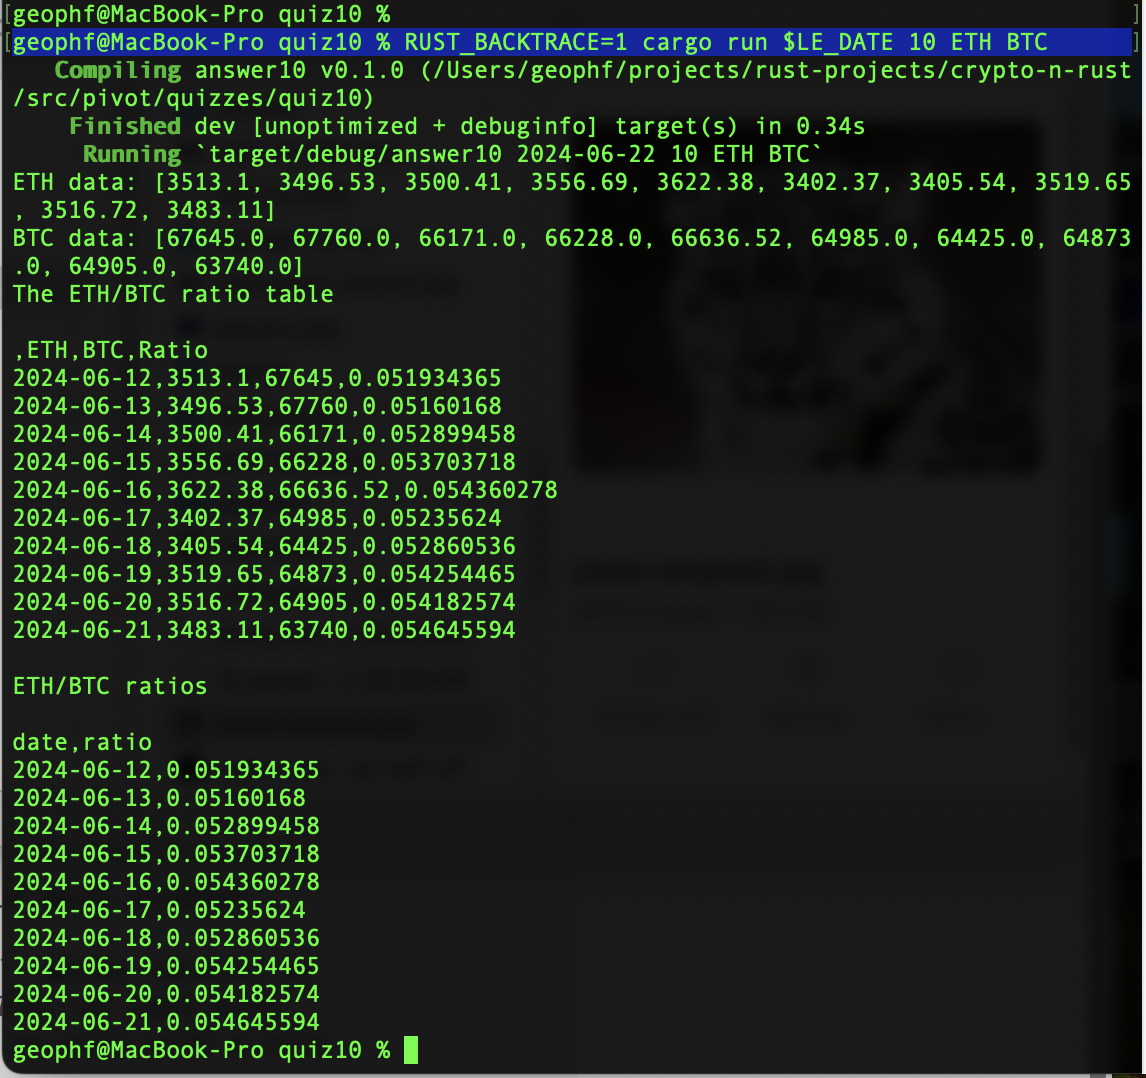 [geophf@MacBook-Pro quiz10 % ]
[geophf@MacBook-Pro quiz10 % RUST_BACKTRACE=1 cargo run $LE_DATE 10 ETH BTC ]
   Compiling answer10 v0.1.0 (/Users/geophf/projects/rust-projects/crypto-n-rust
/src/pivot/quizzes/quiz10)
    Finished dev [unoptimized + debuginfo] target(s) in 0.34s
     Running `target/debug/answer10 2024-06-22 10 ETH BTC`
ETH data: [3513.1, 3496.53, 3500.41, 3556.69, 3622.38, 3402.37, 3405.54, 3519.65
, 3516.72, 3483.11]
BTC data: [67645.0, 67760.0, 66171.0, 66228.0, 66636.52, 64985.0, 64425.0, 64873
.0, 64905.0, 63740.0]
The ETH/BTC ratio table

,ETH,BTC,Ratio
2024-06-12,3513.1,67645,0.051934365
2024-06-13,3496.53,67760,0.05160168
2024-06-14,3500.41,66171,0.052899458
2024-06-15,3556.69,66228,0.053703718
2024-06-16,3622.38,66636.52,0.054360278
2024-06-17,3402.37,64985,0.05235624
2024-06-18,3405.54,64425,0.052860536
2024-06-19,3519.65,64873,0.054254465
2024-06-20,3516.72,64905,0.054182574
2024-06-21,3483.11,63740,0.054645594

ETH/BTC ratios

date,ratio
2024-06-12,0.051934365
2024-06-13,0.05160168
2024-06-14,0.052899458
2024-06-15,0.053703718
2024-06-16,0.054360278
2024-06-17,0.05235624
2024-06-18,0.052860536
2024-06-19,0.054254465
2024-06-20,0.054182574
2024-06-21,0.054645594
geophf@MacBook-Pro quiz10 %